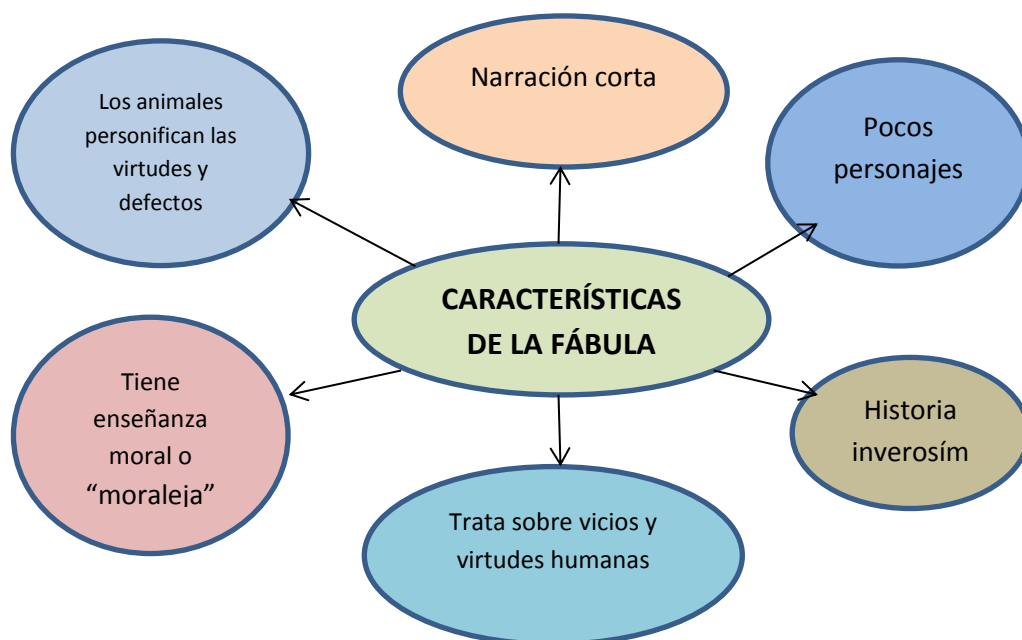 Narración corta
Los animales
personifican las
virtudes y
defectos
Pocos
personajes
CARACTERÍSTICAS
DE LA FÁBULA
Tiene
enseñanza
moral o
“moraleja”
Historia
inverosím
Trata sobre vicios y
virtudes humanas